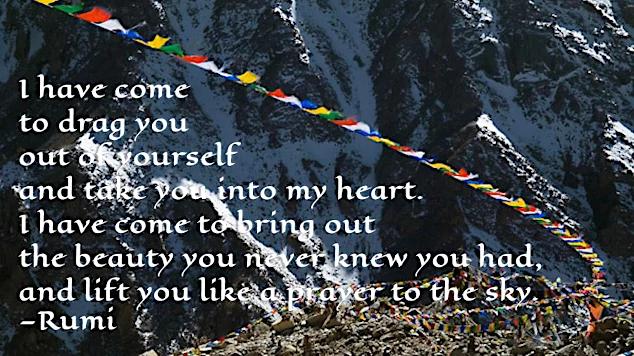 I have come
to drag you
out of yourself
and take you into my heart.
I have come to bring out
the beauty you never knew you had,
and lift you like a prayer to the sky.
~Rumi